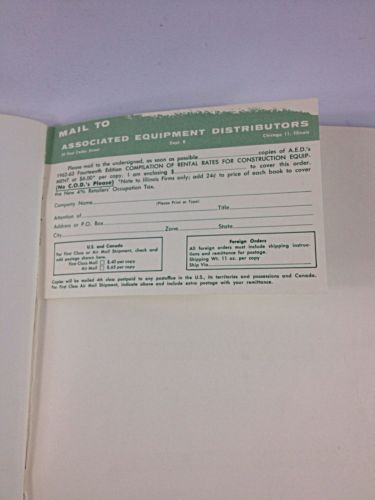 MAIL TO
ASSOCIATED EQUIPMENT DISTRIBUTORS
30 East Cedar Street Dept. R Chicago 11, Illinois
Please mail to the undersigned, as soon as possible copies of A.E.D.'s
1962-63 Fourteenth Edition COMPILATION OF RENTAL RATES FOR CONSTRUCTION EQUIP-
MENT at $6.00* per copy. I am enclosing $ to cover this order.
(No C.O.D.'s Please) *Note to Illinois Firms only; add 24¢ to price of each book to cover
the New 4% Retailers' Occupation Tax.
Company Name
(Please Print or Type)
Attention of Title
Address or P.O. Box
City Zone State
U.S. and Canada
For First Class or Air Mail Shipment, check and
add postage shown here.
First Class Mail $.40 per copy
Air Mail $.65 per copy
Foreign Orders
All foreign orders must include shipping instruc-
tions and remittance for postage.
Shipping Wt. 11 oz. per copy
Ship Via
Copies will be mailed 4th class postpaid to any postoffice in the U.S., its territories and possessions and Canada.
For First Class Air Mail Shipment, indicate above and include extra postage with your remittance.